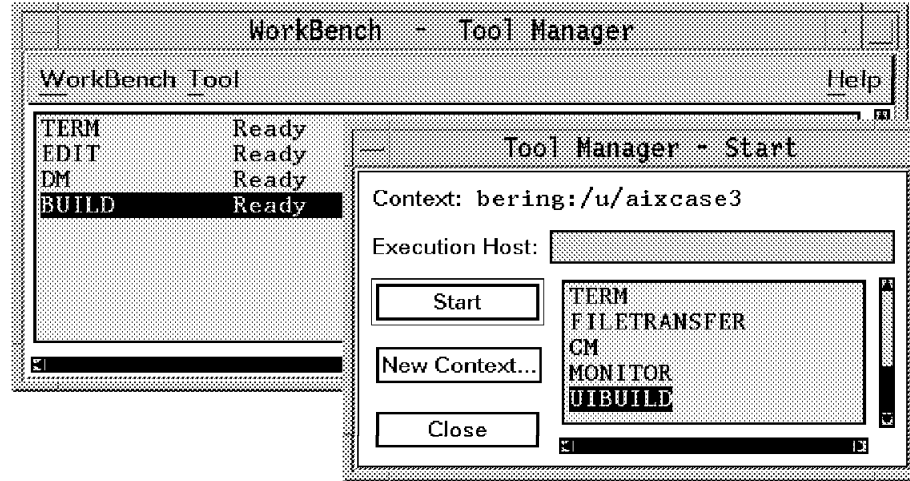 WorkBench - Tool Manager
WorkBench Tool Help
TERM Ready
EDIT Ready
DM Ready
BUILD Ready
Tool Manager - Start
Context: bering:/u/aixcase3
Execution Host:
Start
New Context...
Close
TERM
FILETRANSFER
CM
MONITOR
UIBUILD